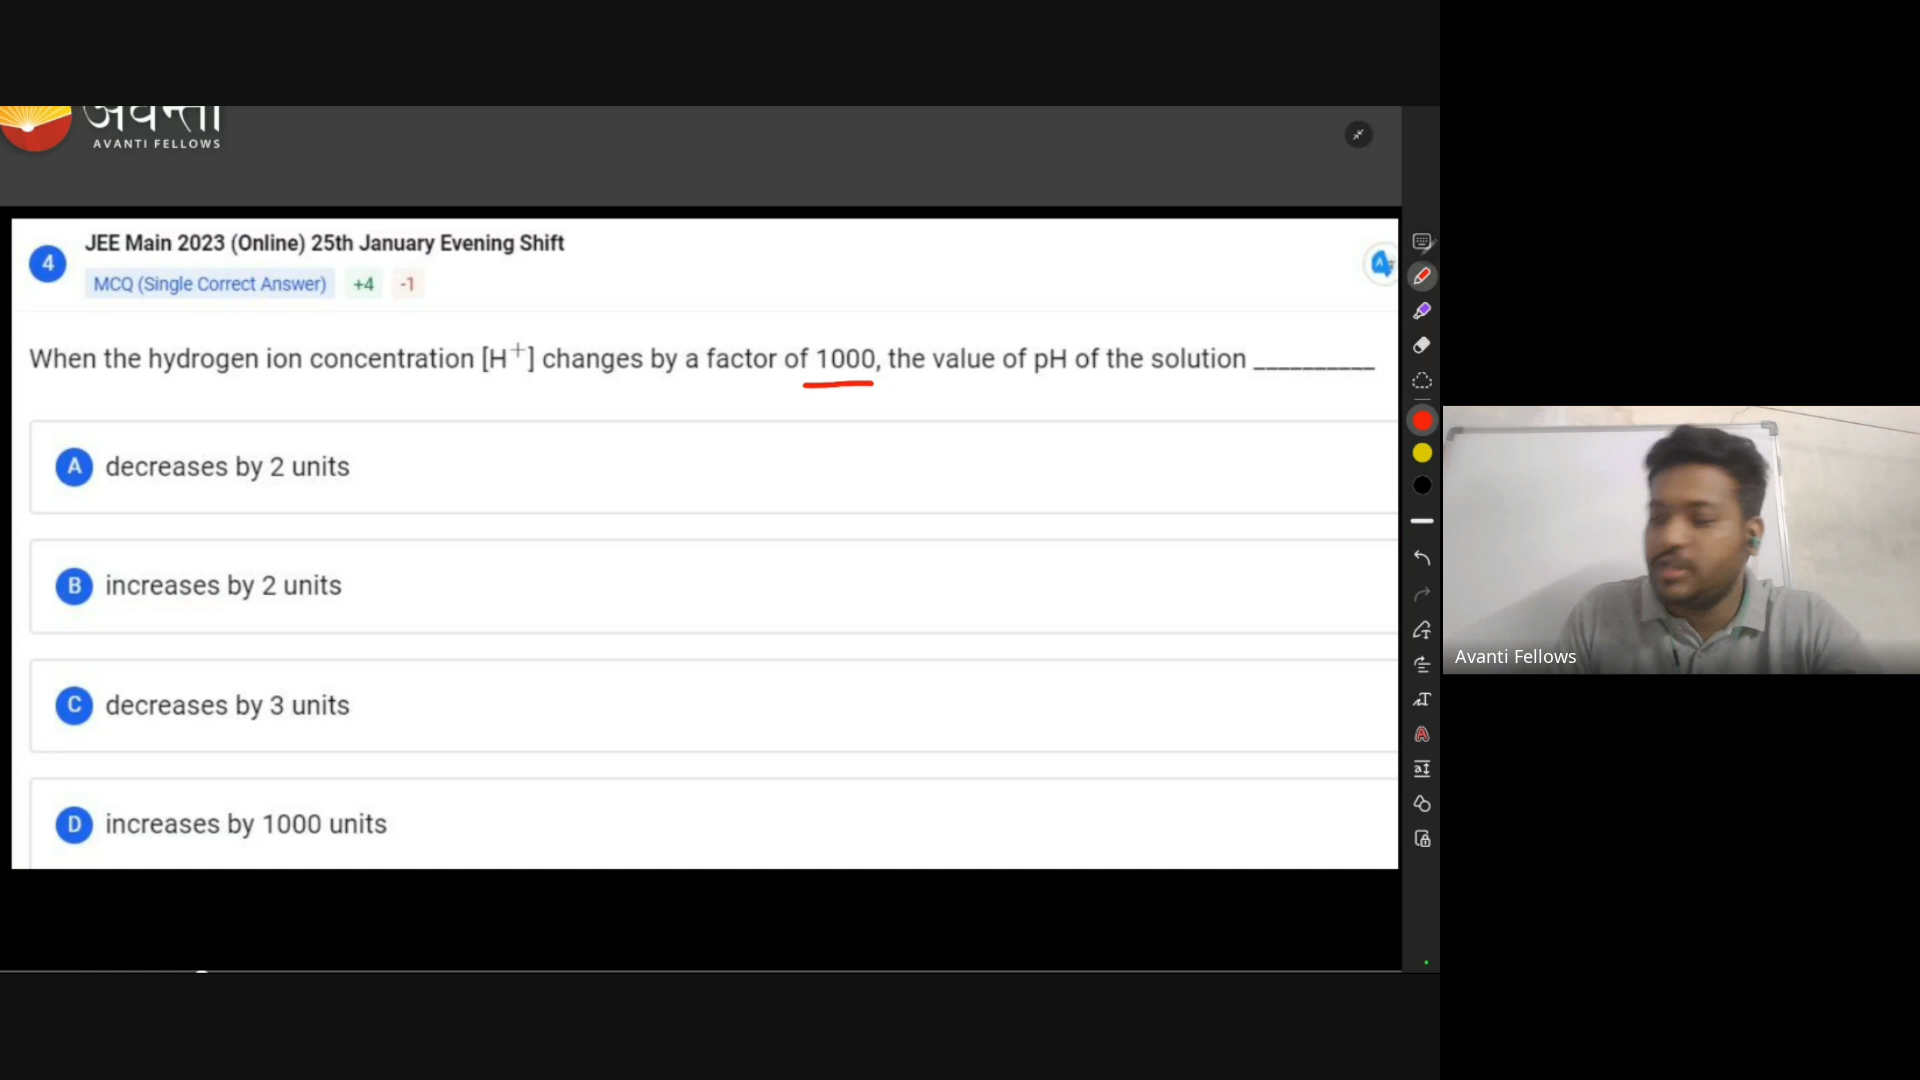 अवन्ती
AVANTI FELLOWS
4
JEE Main 2023 (Online) 25th January Evening Shift
MCQ (Single Correct Answer) +4 -1
When the hydrogen ion concentration [H⁺] changes by a factor of 1000, the value of pH of the solution __________
A decreases by 2 units
B increases by 2 units
C decreases by 3 units
D increases by 1000 units
Avanti Fellows